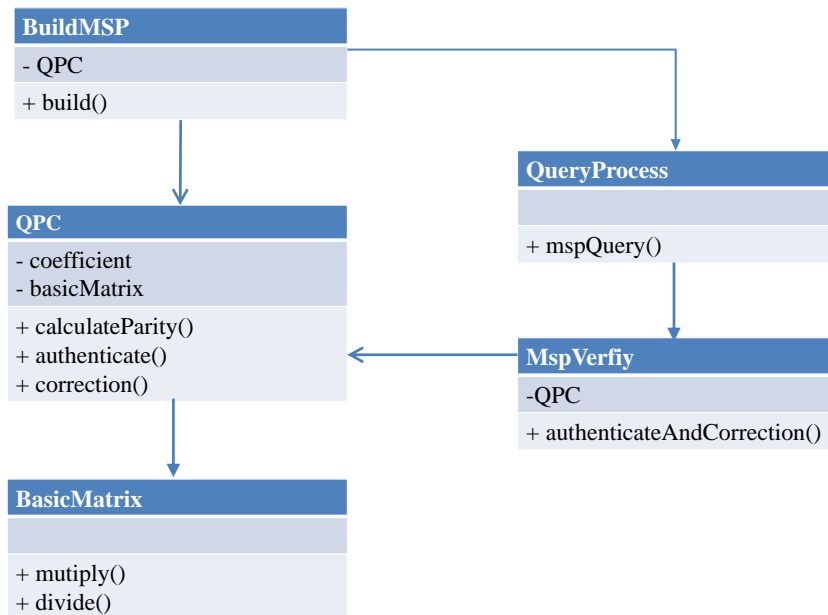 BuildMSP
- QPC
+ build()
QueryProcess
+ mspQuery()
QPC
- coefficient
- basicMatrix
+ calculateParity()
+ authenticate()
+ correction()
MspVerfiy
-QPC
+ authenticateAndCorrection()
BasicMatrix
+ mutiply()
+ divide()